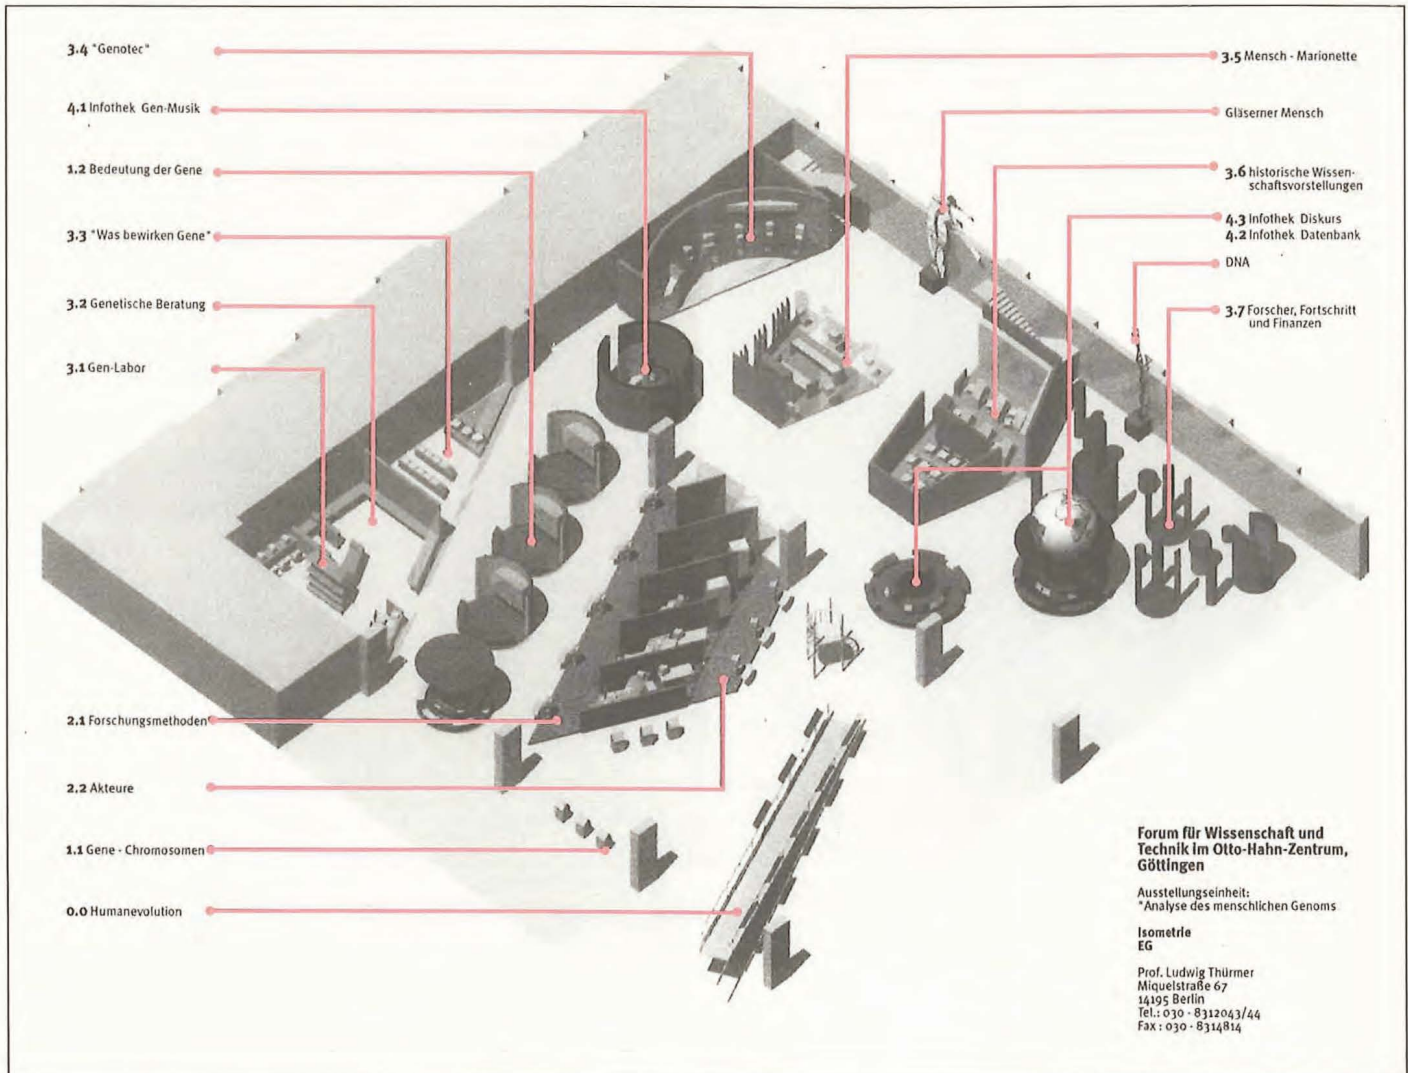 3.4 "Genotec"
4.1 Infothek Gen-Musik
1.2 Bedeutung der Gene
3.3 "Was bewirken Gene"
3.2 Genetische Beratung
3.1 Gen-Labor
2.1 Forschungsmethoden
2.2 Akteure
1.1 Gene - Chromosomen
0.0 Humanevolution
3.5 Mensch - Marionette
Gläserner Mensch
3.6 historische Wissen-
schaftsvorstellungen
4.3 Infothek Diskurs
4.2 Infothek Datenbank
DNA
3.7 Forscher, Fortschritt
und Finanzen
Forum für Wissenschaft und
Technik im Otto-Hahn-Zentrum,
Göttingen
Ausstellungseinheit:
"Analyse des menschlichen Genoms
Isometrie
EG
Prof. Ludwig Thürmer
Miquelstraße 67
14195 Berlin
Tel.: 030 - 8312043/44
Fax : 030 - 8314814